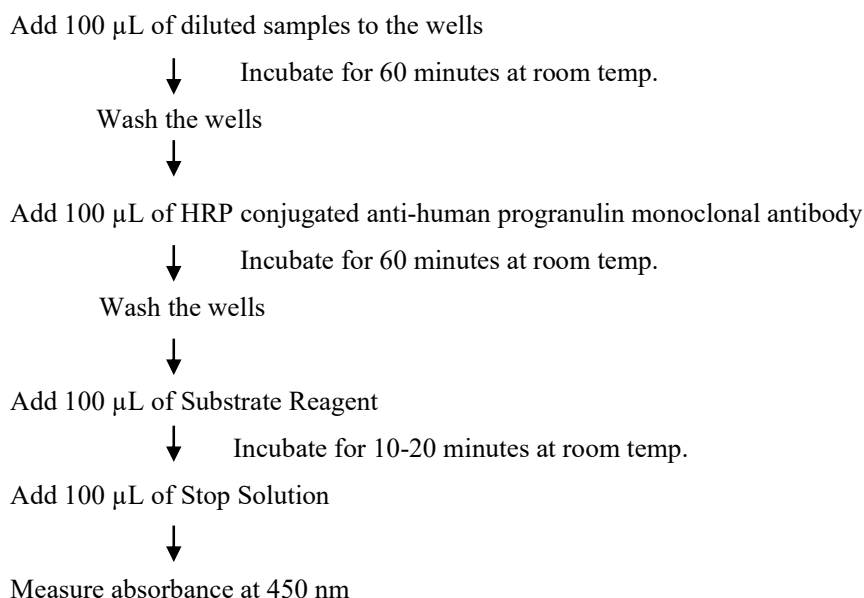 Add 100 µL of diluted samples to the wells
Incubate for 60 minutes at room temp.
Wash the wells
Add 100 µL of HRP conjugated anti-human progranulin monoclonal antibody
Incubate for 60 minutes at room temp.
Wash the wells
Add 100 µL of Substrate Reagent
Incubate for 10-20 minutes at room temp.
Add 100 µL of Stop Solution
Measure absorbance at 450 nm